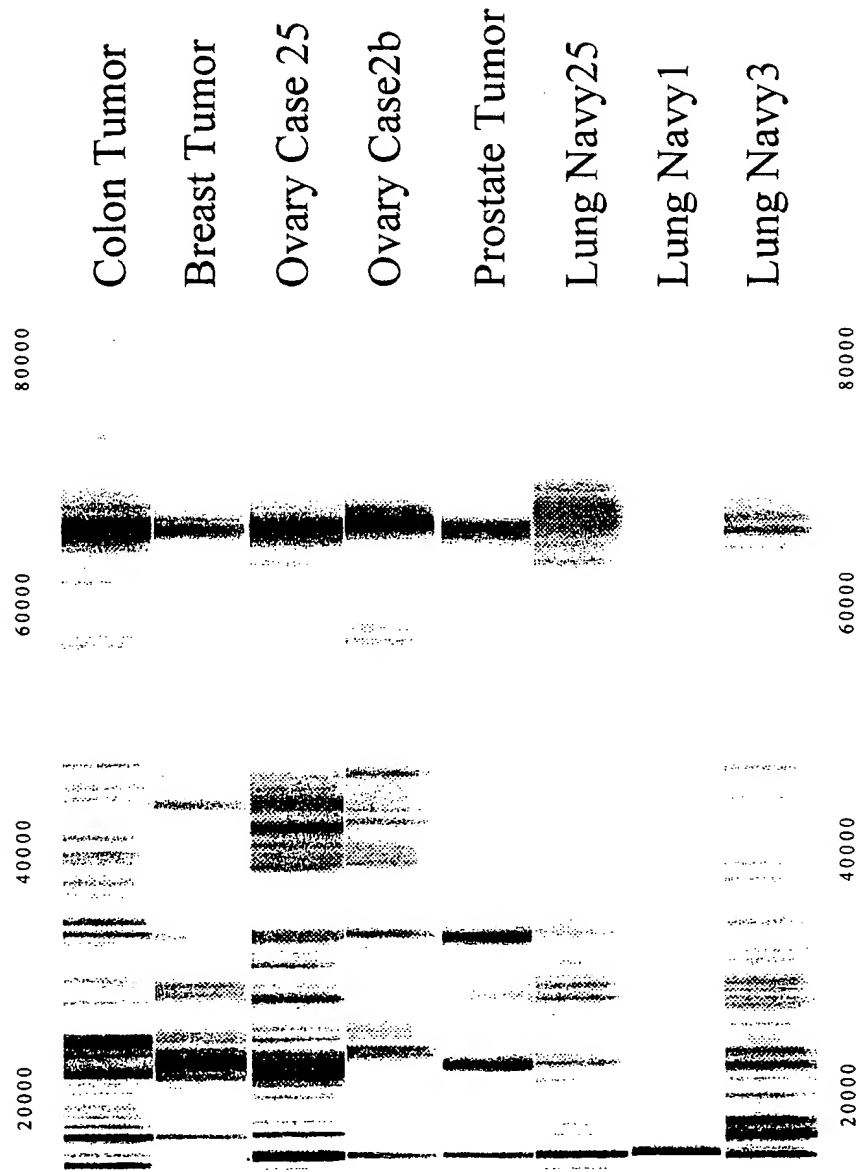 Colon Tumor
Breast Tumor
Ovary Case 25
Ovary Case2b
Prostate Tumor
Lung Navy25
Lung Navy1
Lung Navy3
80000
80000
60000
60000
40000
40000
20000
20000